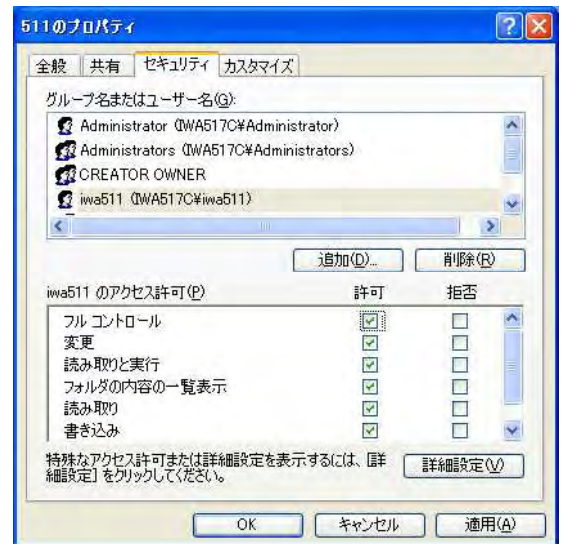 511のプロパティ
全般 共有 セキュリティ カスタマイズ
グループ名またはユーザー名(G):
Administrator (IWA517C¥Administrator)
Administrators (IWA517C¥Administrators)
CREATOR OWNER
iwa511 (IWA517C¥iwa511)
追加(D)... 削除(R)
iwa511 のアクセス許可(P) 許可 拒否
フル コントロール
変更
読み取りと実行
フォルダの内容の一覧表示
読み取り
書き込み
特殊なアクセス許可または詳細設定を表示するには、[詳
細設定] をクリックしてください。
詳細設定(V)
OK キャンセル 適用(A)